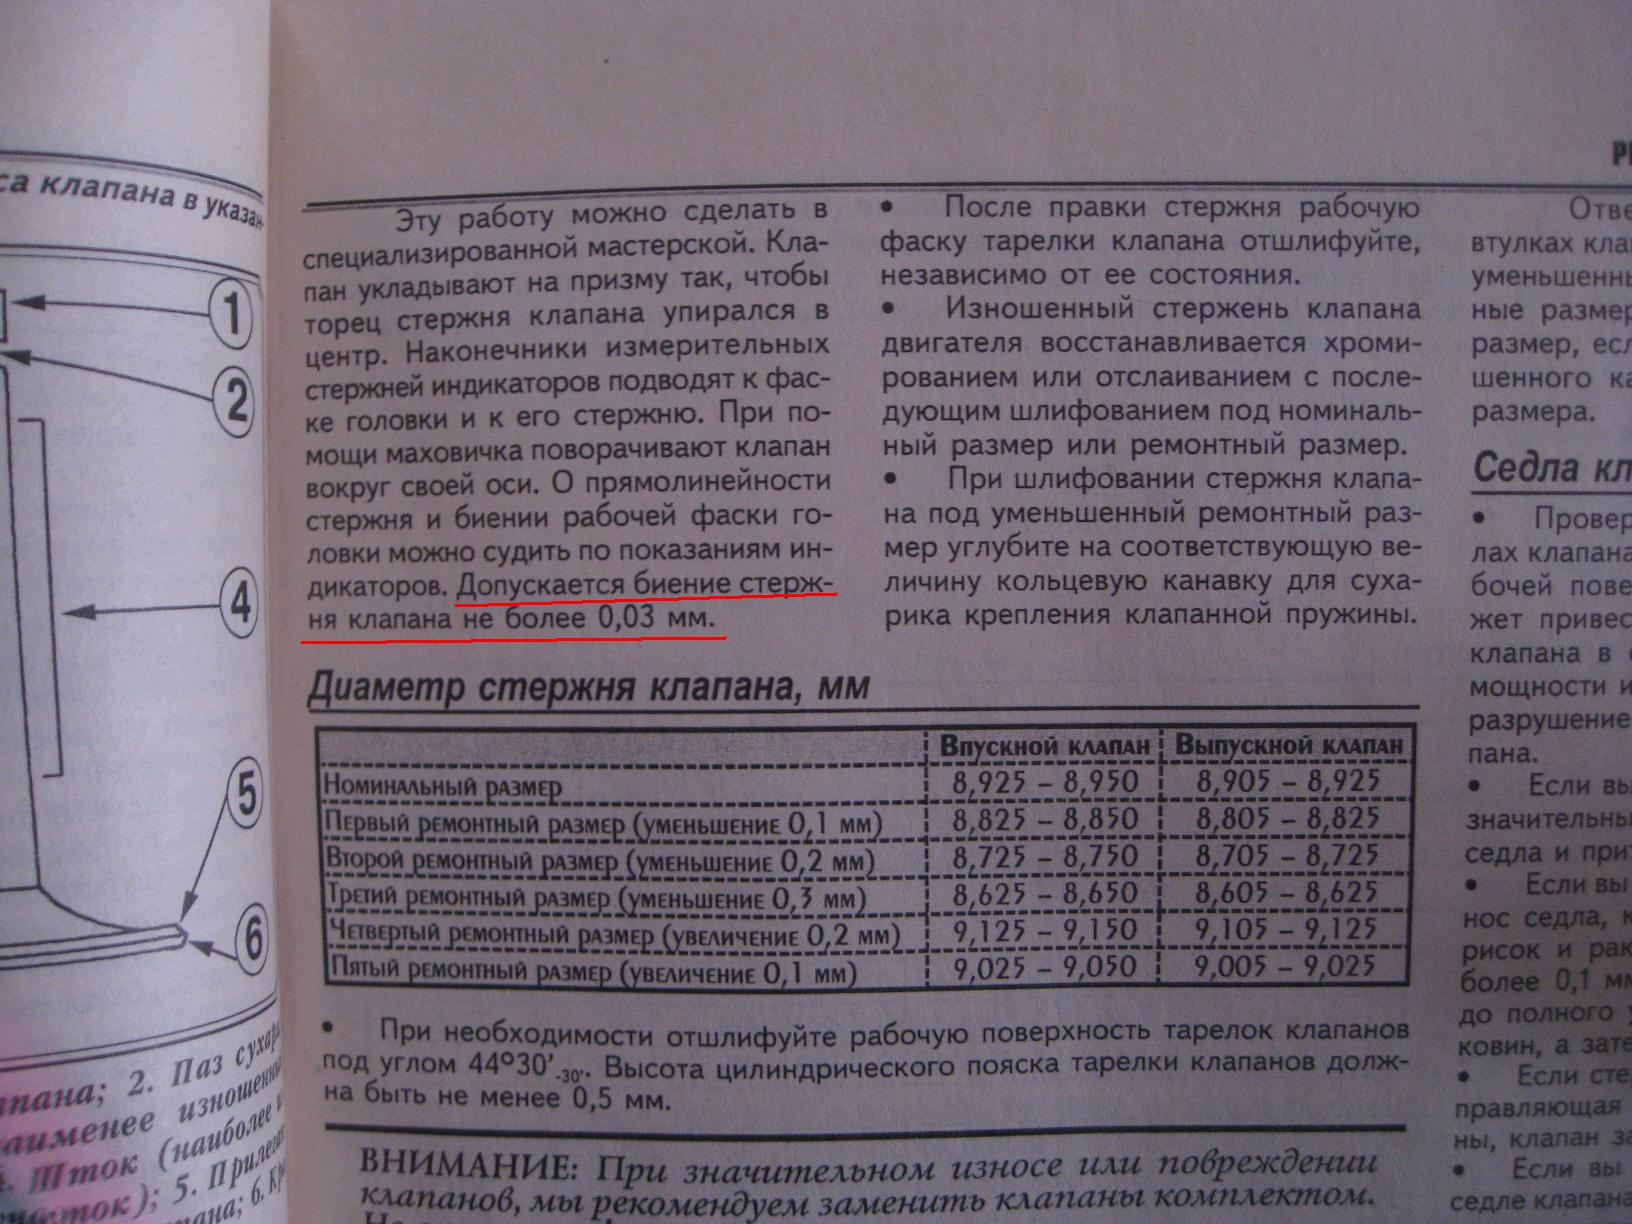 са клапана в указан-
1
2
4
5
6
пана; 2. Паз сухаря
наименее изношенный
4. Шток (наиболее
5. Прилегаю
пана; 6.
Эту работу можно сделать в
специализированной мастерской. Кла-
пан укладывают на призму так, чтобы
торец стержня клапана упирался в
центр. Наконечники измерительных
стержней индикаторов подводят к фас-
ке головки и к его стержню. При по-
мощи маховичка поворачивают клапан
вокруг своей оси. О прямолинейности
стержня и биении рабочей фаски го-
ловки можно судить по показаниям ин-
дикаторов. Допускается биение стерж-
ня клапана не более 0,03 мм.
• После правки стержня рабочую
фаску тарелки клапана отшлифуйте,
независимо от ее состояния.
• Изношенный стержень клапана
двигателя восстанавливается хроми-
рованием или отслаиванием с после-
дующим шлифованием под номиналь-
ный размер или ремонтный размер.
• При шлифовании стержня клапа-
на под уменьшенный ремонтный раз-
мер углубите на соответствующую ве-
личину кольцевую канавку для суха-
рика крепления клапанной пружины.
Диаметр стержня клапана, мм
Впускной клапан Выпускной клапан
Номинальный размер 8,925 – 8,950 8,905 – 8,925
Первый ремонтный размер (уменьшение 0,1 мм) 8,825 – 8,850 8,805 – 8,825
Второй ремонтный размер (уменьшение 0,2 мм) 8,725 – 8,750 8,705 – 8,725
Третий ремонтный размер (уменьшение 0,3 мм) 8,625 – 8,650 8,605 – 8,625
Четвертый ремонтный размер (увеличение 0,2 мм) 9,125 – 9,150 9,105 – 9,125
Пятый ремонтный размер (увеличение 0,1 мм) 9,025 – 9,050 9,005 – 9,025
• При необходимости отшлифуйте рабочую поверхность тарелок клапанов
под углом 44°30'-30'. Высота цилиндрического пояска тарелки клапанов долж-
на быть не менее 0,5 мм.
ВНИМАНИЕ: При значительном износе или повреждении
клапанов, мы рекомендуем заменить клапаны комплектом.
Отве
втулках кла
уменьшенны
ные размер
размер, есл
шенного ка
размера.
Седла кл
• Провер
лах клапана
бочей пове
жет привес
клапана в
мощности и
разрушение
пана.
• Если вы
значительны
седла и при
• Если вы
нос седла, к
рисок и рак
более 0,1 мм
до полного у
ковин, а зате
• Если сте
правляющая
ны, клапан за
• Если вы
седле клапана